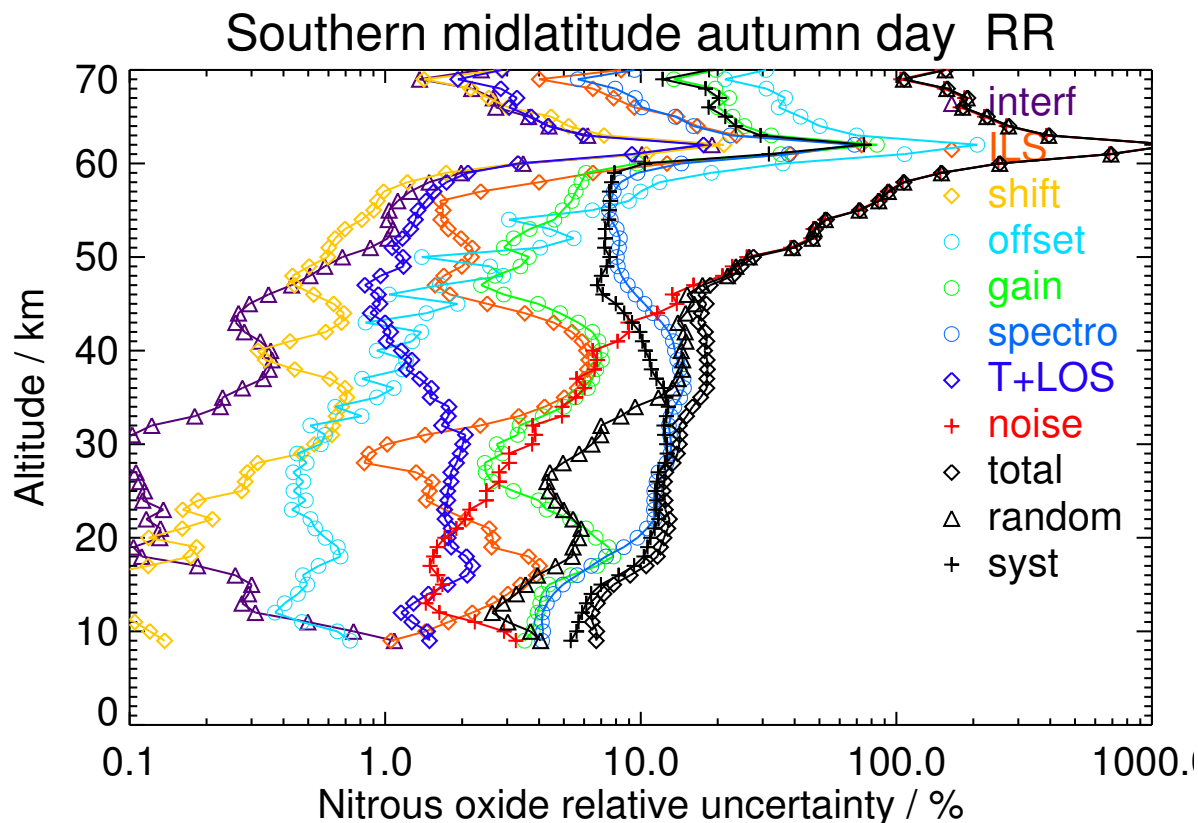 Southern midlatitude autumn day RR
70
60
50
40
30
20
10
0
Altitude / km
interf
ILS
shift
offset
gain
spectro
T+LOS
noise
total
random
syst
0.1 1.0 10.0 100.0 1000.0
Nitrous oxide relative uncertainty / %